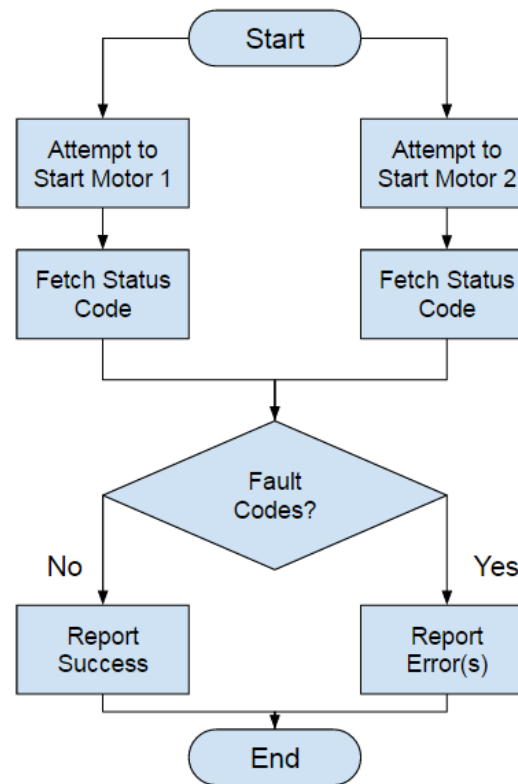 Start
Attempt to
Start Motor 1
Attempt to
Start Motor 2
Fetch Status
Code
Fetch Status
Code
Fault
Codes?
No
Yes
Report
Success
Report
Error(s)
End